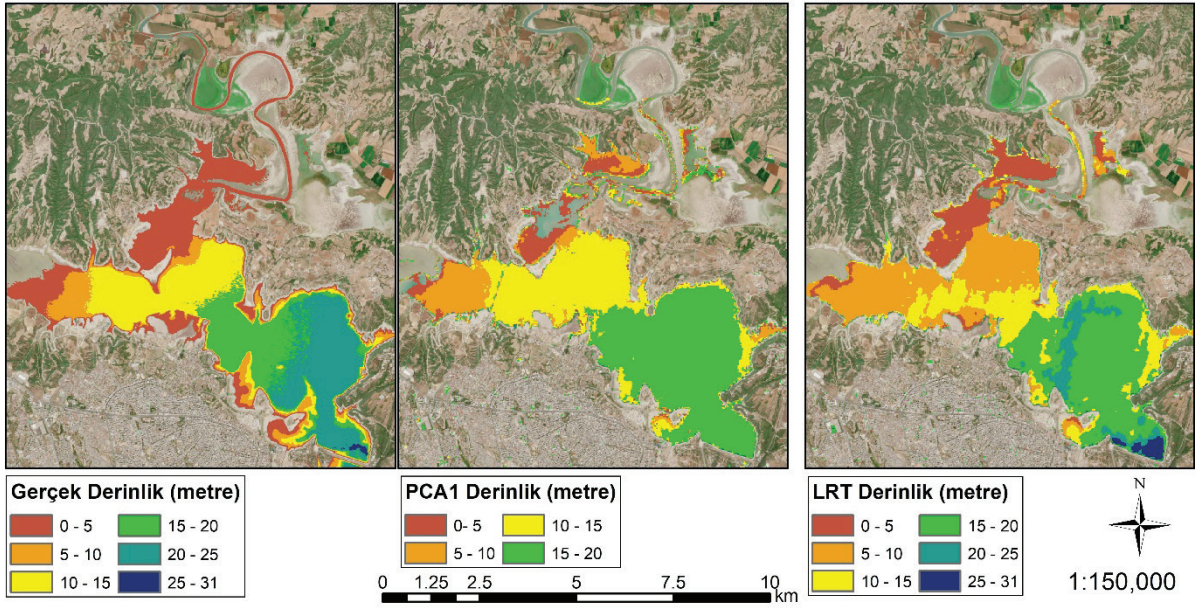 Gerçek Derinlik (metre)
0 - 5
15 - 20
5 - 10
20 - 25
10 - 15
25 - 31
PCA1 Derinlik (metre)
0- 5
10 - 15
5 - 10
15 - 20
LRT Derinlik (metre)
0 - 5
15 - 20
5 - 10
20 - 25
10 - 15
25 - 31
N
1:150,000
0 1.25 2.5 5 7.5 10
km